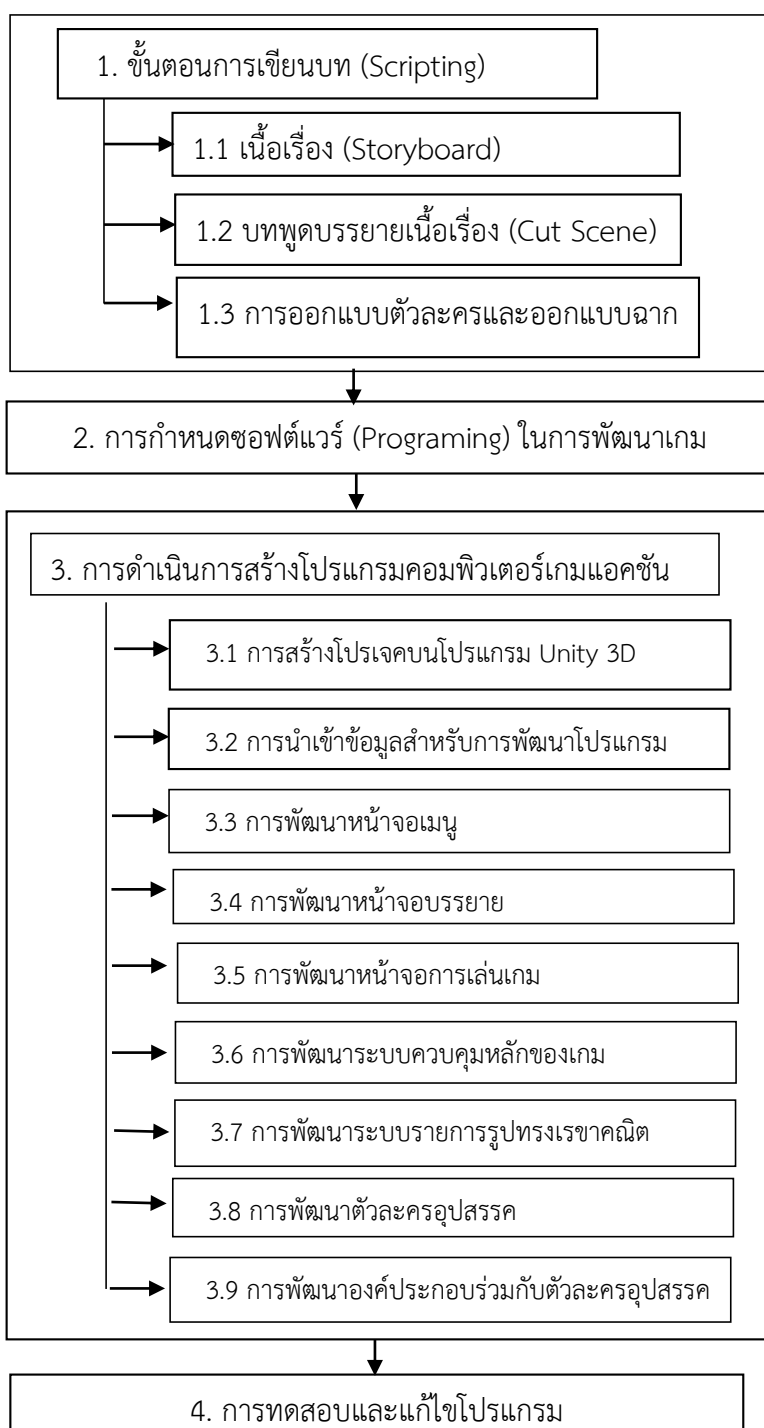 1. ขั้นตอนการเขียนบท (Scripting)
1.1 เนื้อเรื่อง (Storyboard)
1.2 บทพูดบรรยายเนื้อเรื่อง (Cut Scene)
1.3 การออกแบบตัวละครและออกแบบฉาก
2. การกำหนดซอฟต์แวร์ (Programing) ในการพัฒนาเกม
3. การดำเนินการสร้างโปรแกรมคอมพิวเตอร์เกมแอคชัน
3.1 การสร้างโปรเจคบนโปรแกรม Unity 3D
3.2 การนำเข้าข้อมูลสำหรับการพัฒนาโปรแกรม
3.3 การพัฒนาหน้าจอเมนู
3.4 การพัฒนาหน้าจอบรรยาย
3.5 การพัฒนาหน้าจอการเล่นเกม
3.6 การพัฒนาระบบควบคุมหลักของเกม
3.7 การพัฒนาระบบรายการรูปทรงเรขาคณิต
3.8 การพัฒนาตัวละครอุปสรรค
3.9 การพัฒนาองค์ประกอบร่วมกับตัวละครอุปสรรค
4. การทดสอบและแก้ไขโปรแกรม